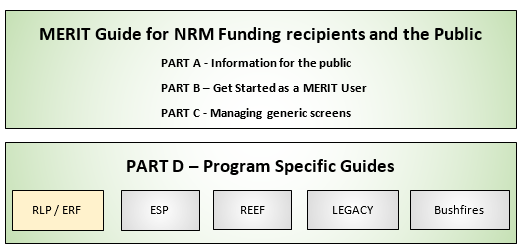 MERIT Guide for NRM Funding recipients and the Public
PART A - Information for the public
PART B – Get Started as a MERIT User
PART C - Managing generic screens
PART D – Program Specific Guides
RLP / ERF
ESP
REEF
LEGACY
Bushfires